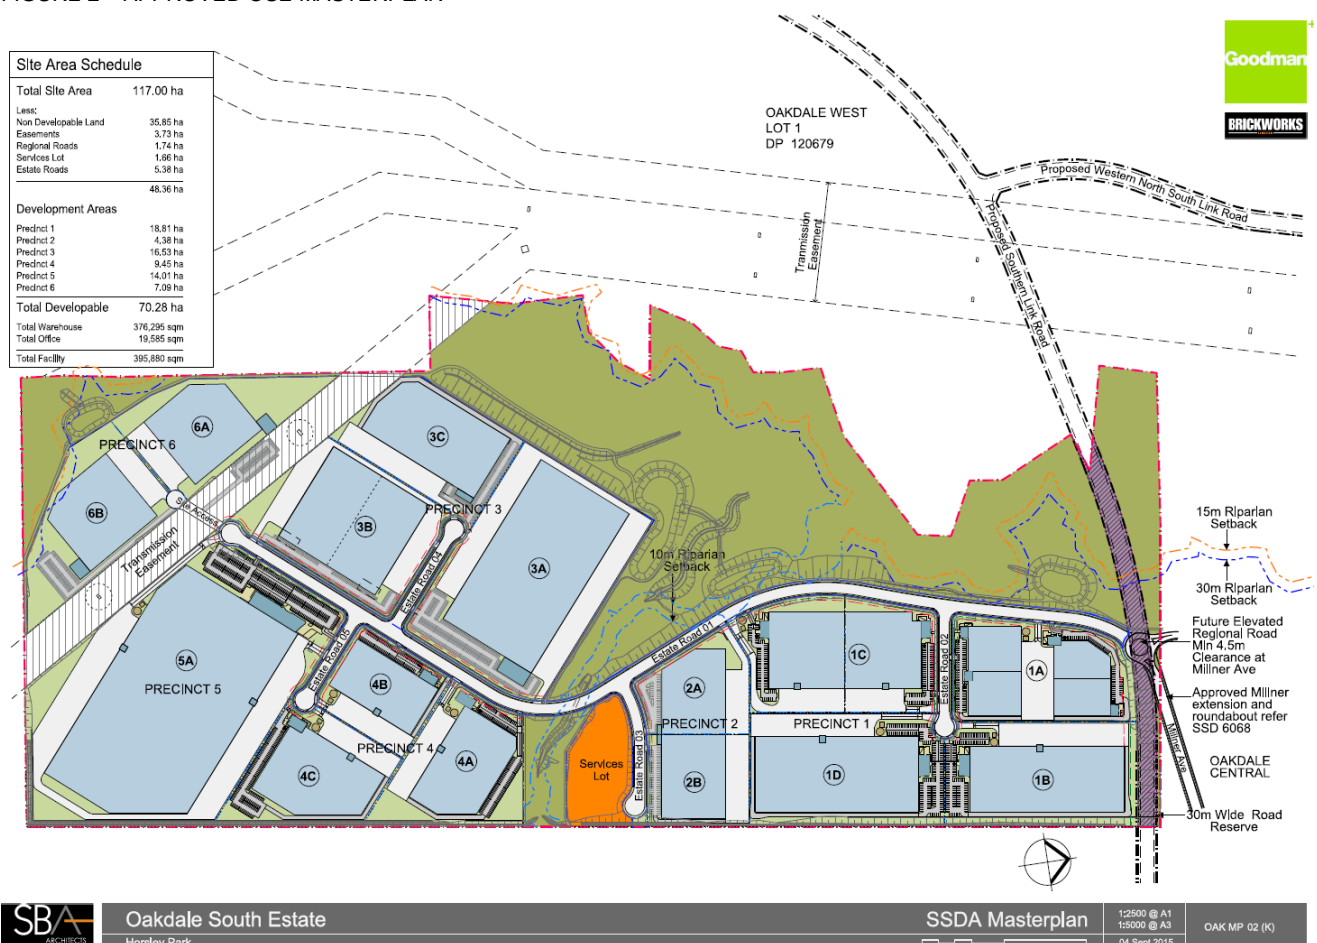 FIGURE 2 – APPROVED SSE MASTERPLAN
Site Area Schedule
Total Site Area 117.00 ha
Less;
Non Developable Land 35.85 ha
Easements 3.73 ha
Regional Roads 1.74 ha
Services Lot 1.66 ha
Estate Roads 5.38 ha
48.36 ha
Development Areas
Precinct 1 18.81 ha
Precinct 2 4.38 ha
Precinct 3 16.53 ha
Precinct 4 9.45 ha
Precinct 5 14.01 ha
Precinct 6 7.09 ha
Total Developable 70.28 ha
Total Warehouse 376,295 sqm
Total Office 19,585 sqm
Total Facility 395,880 sqm
OAKDALE WEST
LOT 1
DP 120679
Goodman
BRICKWORKS
Proposed Western North South Link Road
Proposed Southern Link Road
Tranmission
Easement
6A
PRECINCT 6
6B
Site Access
Transmission
Easement
3C
PRECINCT 3
3B
3A
Estate Road 04
10m Riparian
Setback
15m Riparian
Setback
30m Riparian
Setback
Future Elevated
Regional Road
Min 4.5m
Clearance at
Millner Ave
Approved Millner
extension and
roundabout refer
SSD 6068
Millner Ave
OAKDALE
CENTRAL
30m Wide Road
Reserve
Estate Road 01
Estate Road 05
5A
PRECINCT 5
4B
PRECINCT 4
4A
4C
Services
Lot
Estate Road 03
2A
PRECINCT 2
2B
1C
Estate Road 02
1A
PRECINCT 1
1D
1B
SBA
ARCHITECTS
Oakdale South Estate
Horsley Park
SSDA Masterplan
1:2500 @ A1
1:5000 @ A3
04 Sept 2015
OAK MP 02 (K)